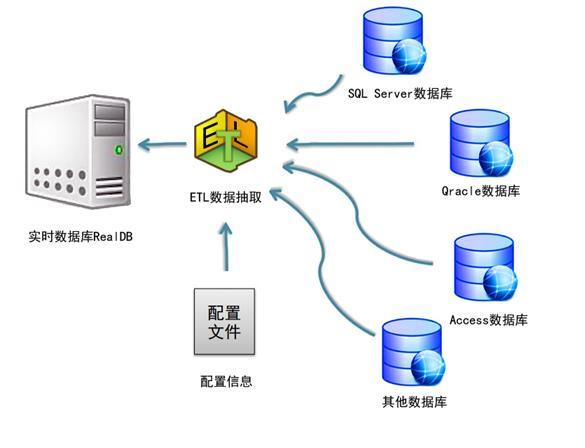 SQL Server数据库
ETL
Qracle数据库
ETL数据抽取
实时数据库RealDB
配置
文件
Access数据库
配置信息
其他数据库